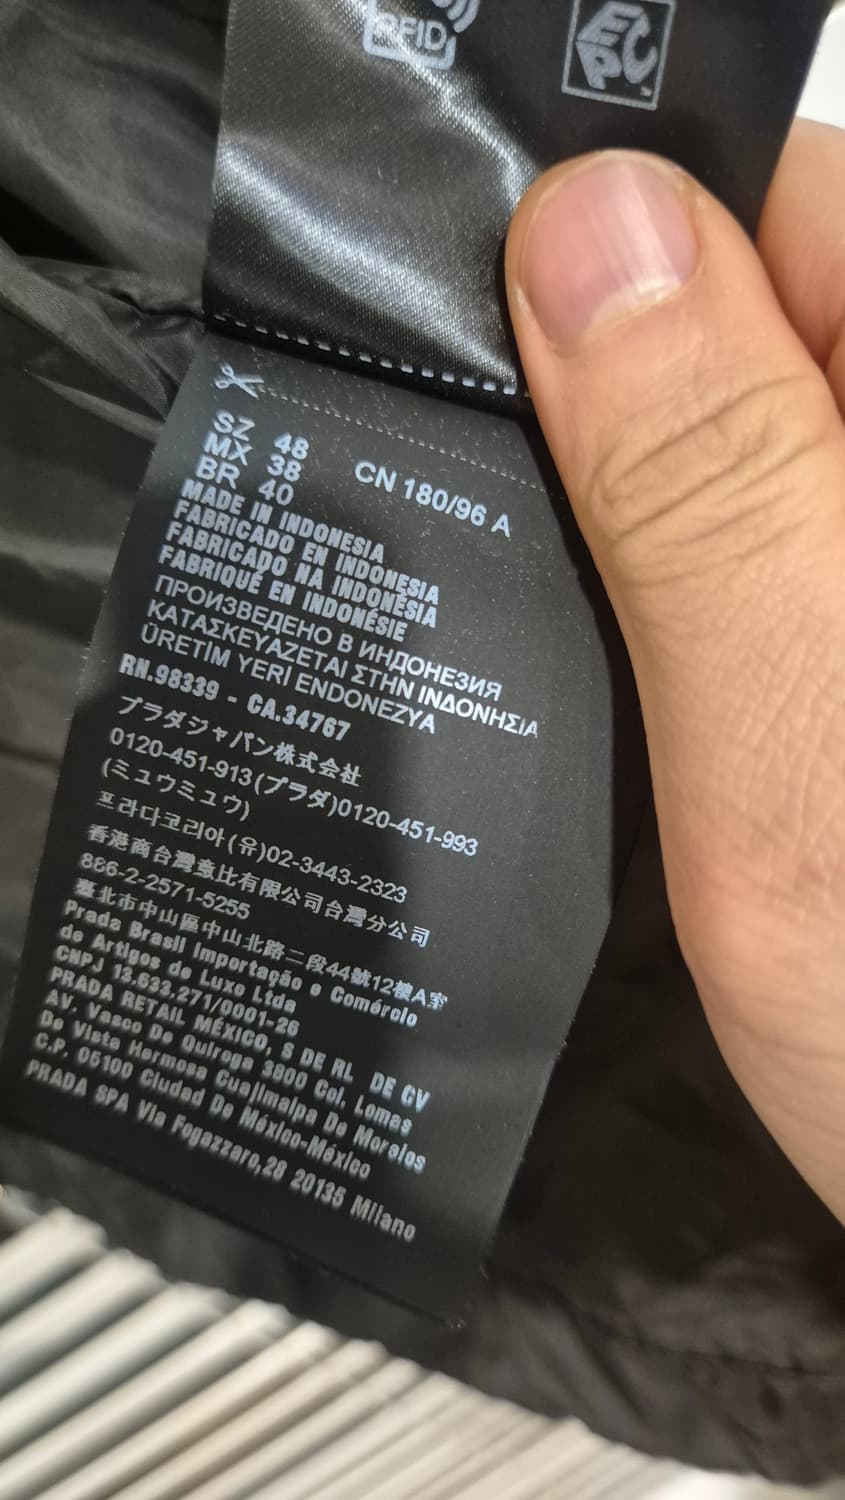 RFID
EPC
SZ 48
MX 38 CN 180/96 A
BR 40
MADE IN INDONESIA
FABRICADO EN INDONESIA
FABRICADO NA INDONÉSIA
FABRIQUÉ EN INDONÉSIE
ПРОИЗВЕДЕНО В ИНДОНЕЗИЯ
ΚΑΤΑΣΚΕΥΑΖΕΤΑΙ ΣΤΗΝ ΙΝΔΟΝΗΣΙΑ
ÜRETİM YERİ ENDONEZYA
RN.98339 - CA.34767
プラダジャパン株式会社
0120-451-913(プラダ)0120-451-993
(ミュウミュウ)
프라다코리아(유)02-3443-2323
香港商台灣意比有限公司台灣分公司
886-2-2571-5255
臺北市中山區中山北路二段44號12樓A室
Prada Brasil Importação e Comércio
de Artigos de Luxo Ltda
CNPJ 13.633.271/0001-26
PRADA RETAIL MÉXICO, S DE RL DE CV
AV. Vasco De Quiroga 3800 Col. Lomas
De Vista Hermosa Cuajimalpa De Morelos
C.P. 05100 Ciudad De México-México
PRADA SPA Via Fogazzaro,28 20135 Milano